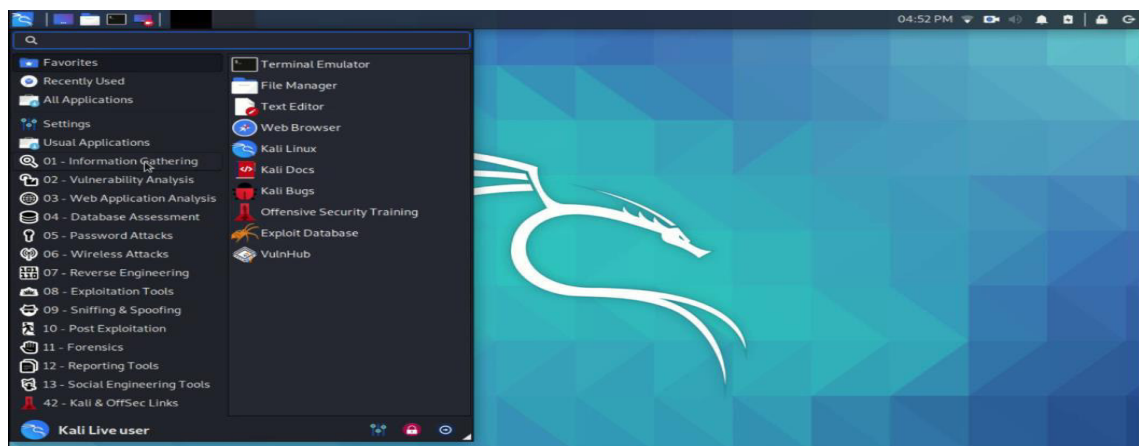 04:52 PM
Favorites
Recently Used
All Applications
Settings
Usual Applications
01 - Information Gathering
02 - Vulnerability Analysis
03 - Web Application Analysis
04 - Database Assessment
05 - Password Attacks
06 - Wireless Attacks
07 - Reverse Engineering
08 - Exploitation Tools
09 - Sniffing & Spoofing
10 - Post Exploitation
11 - Forensics
12 - Reporting Tools
13 - Social Engineering Tools
42 - Kali & OffSec Links
Terminal Emulator
File Manager
Text Editor
Web Browser
Kali Linux
Kali Docs
Kali Bugs
Offensive Security Training
Exploit Database
VulnHub
Kali Live user